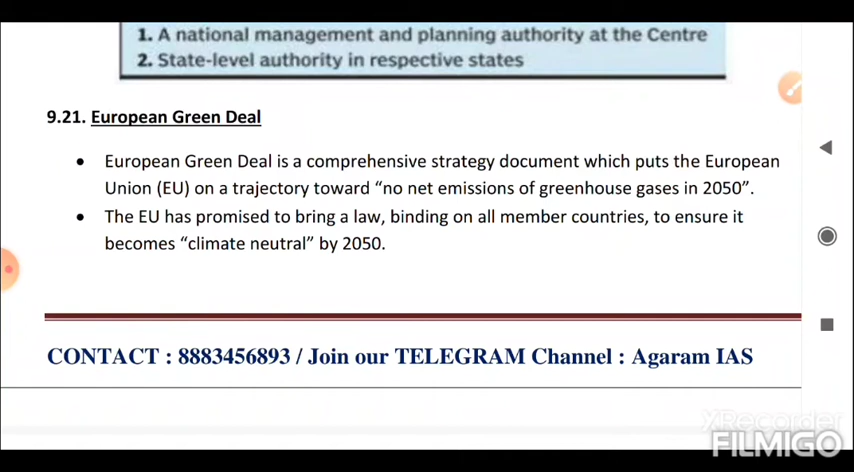 1. A national management and planning authority at the Centre
2. State-level authority in respective states
9.21. European Green Deal
• European Green Deal is a comprehensive strategy document which puts the European
Union (EU) on a trajectory toward “no net emissions of greenhouse gases in 2050”.
• The EU has promised to bring a law, binding on all member countries, to ensure it
becomes “climate neutral” by 2050.
CONTACT : 8883456893 / Join our TELEGRAM Channel : Agaram IAS
XRecorder
FILMIGO